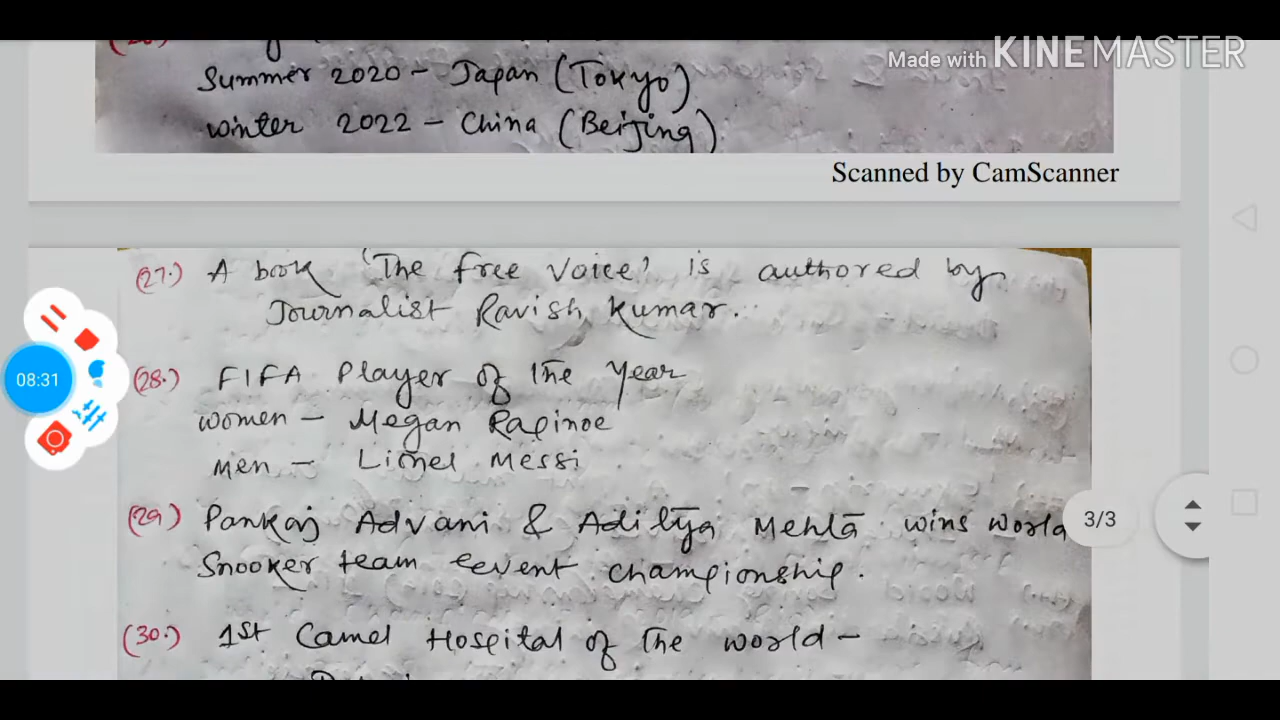 Made with KINEMASTER
Summer 2020 - Japan (Tokyo)
Winter 2022 - China (Beijing)
Scanned by CamScanner
(27.) A book 'The free Voice' is authored by
Journalist Ravish Kumar.
(28.) FIFA Player of The Year
08:31
women - Megan Rapinoe
Men - Lionel Messi
(29) Pankaj Advani & Aditya Mehta wins world
3/3
Snooker team eevent championship.
(30.) 1st Camel Hospital of The world -